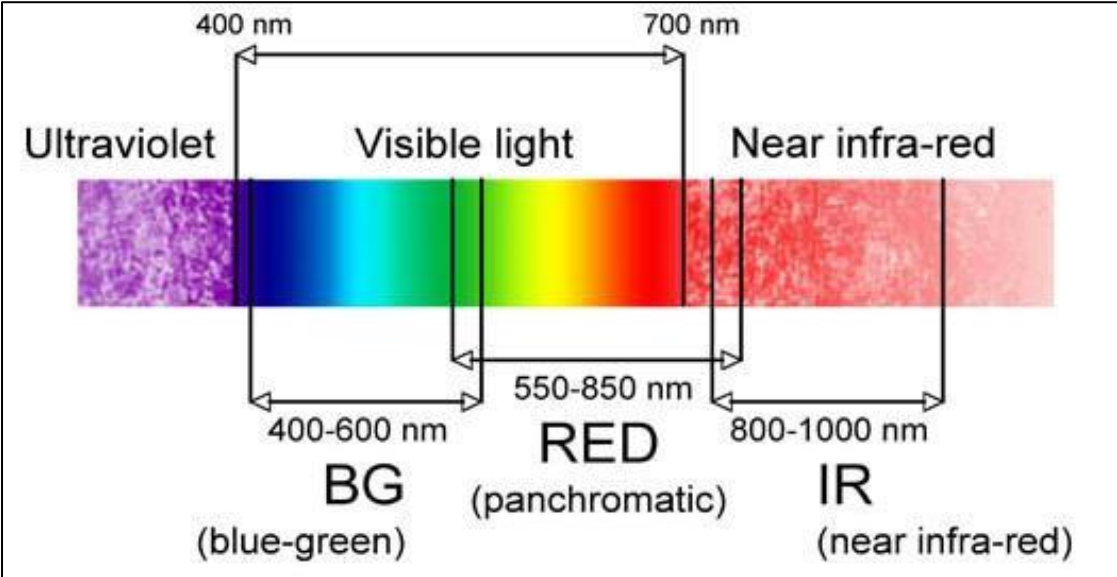 400 nm
700 nm
Ultraviolet
Visible light
Near infra-red
550-850 nm
400-600 nm
RED
800-1000 nm
BG
(panchromatic)
IR
(blue-green)
(near infra-red)